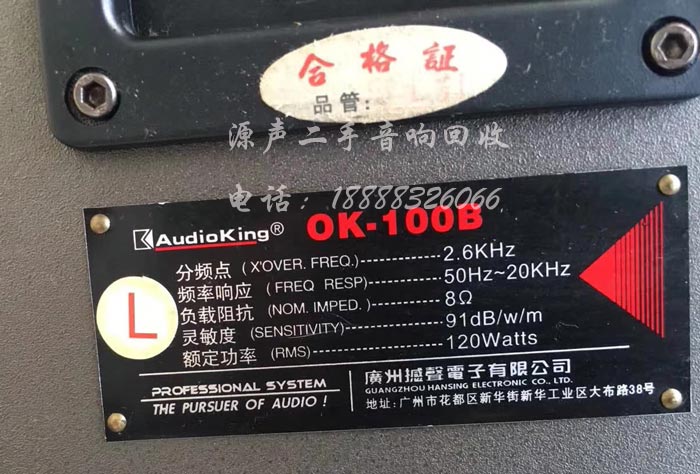 合格証
品管:
源声二手音响回收
电话：18888326066
AudioKing® OK-100B
分频点 (X'OVER. FREQ.)------------2.6KHz
频率响应 (FREQ RESP)------------50Hz~20KHz
负载阻抗 (NOM. IMPED.)------------8Ω
灵敏度 (SENSITIVITY)------------91dB/w/m
额定功率 (RMS)------------120Watts
L
PROFESSIONAL SYSTEM
THE PURSUER OF AUDIO !
廣州撼聲電子有限公司
GUANGZHOU HANSING ELECTRONIC CO., LTD.
地址: 广州市花都区新华街新华工业区大布路38号